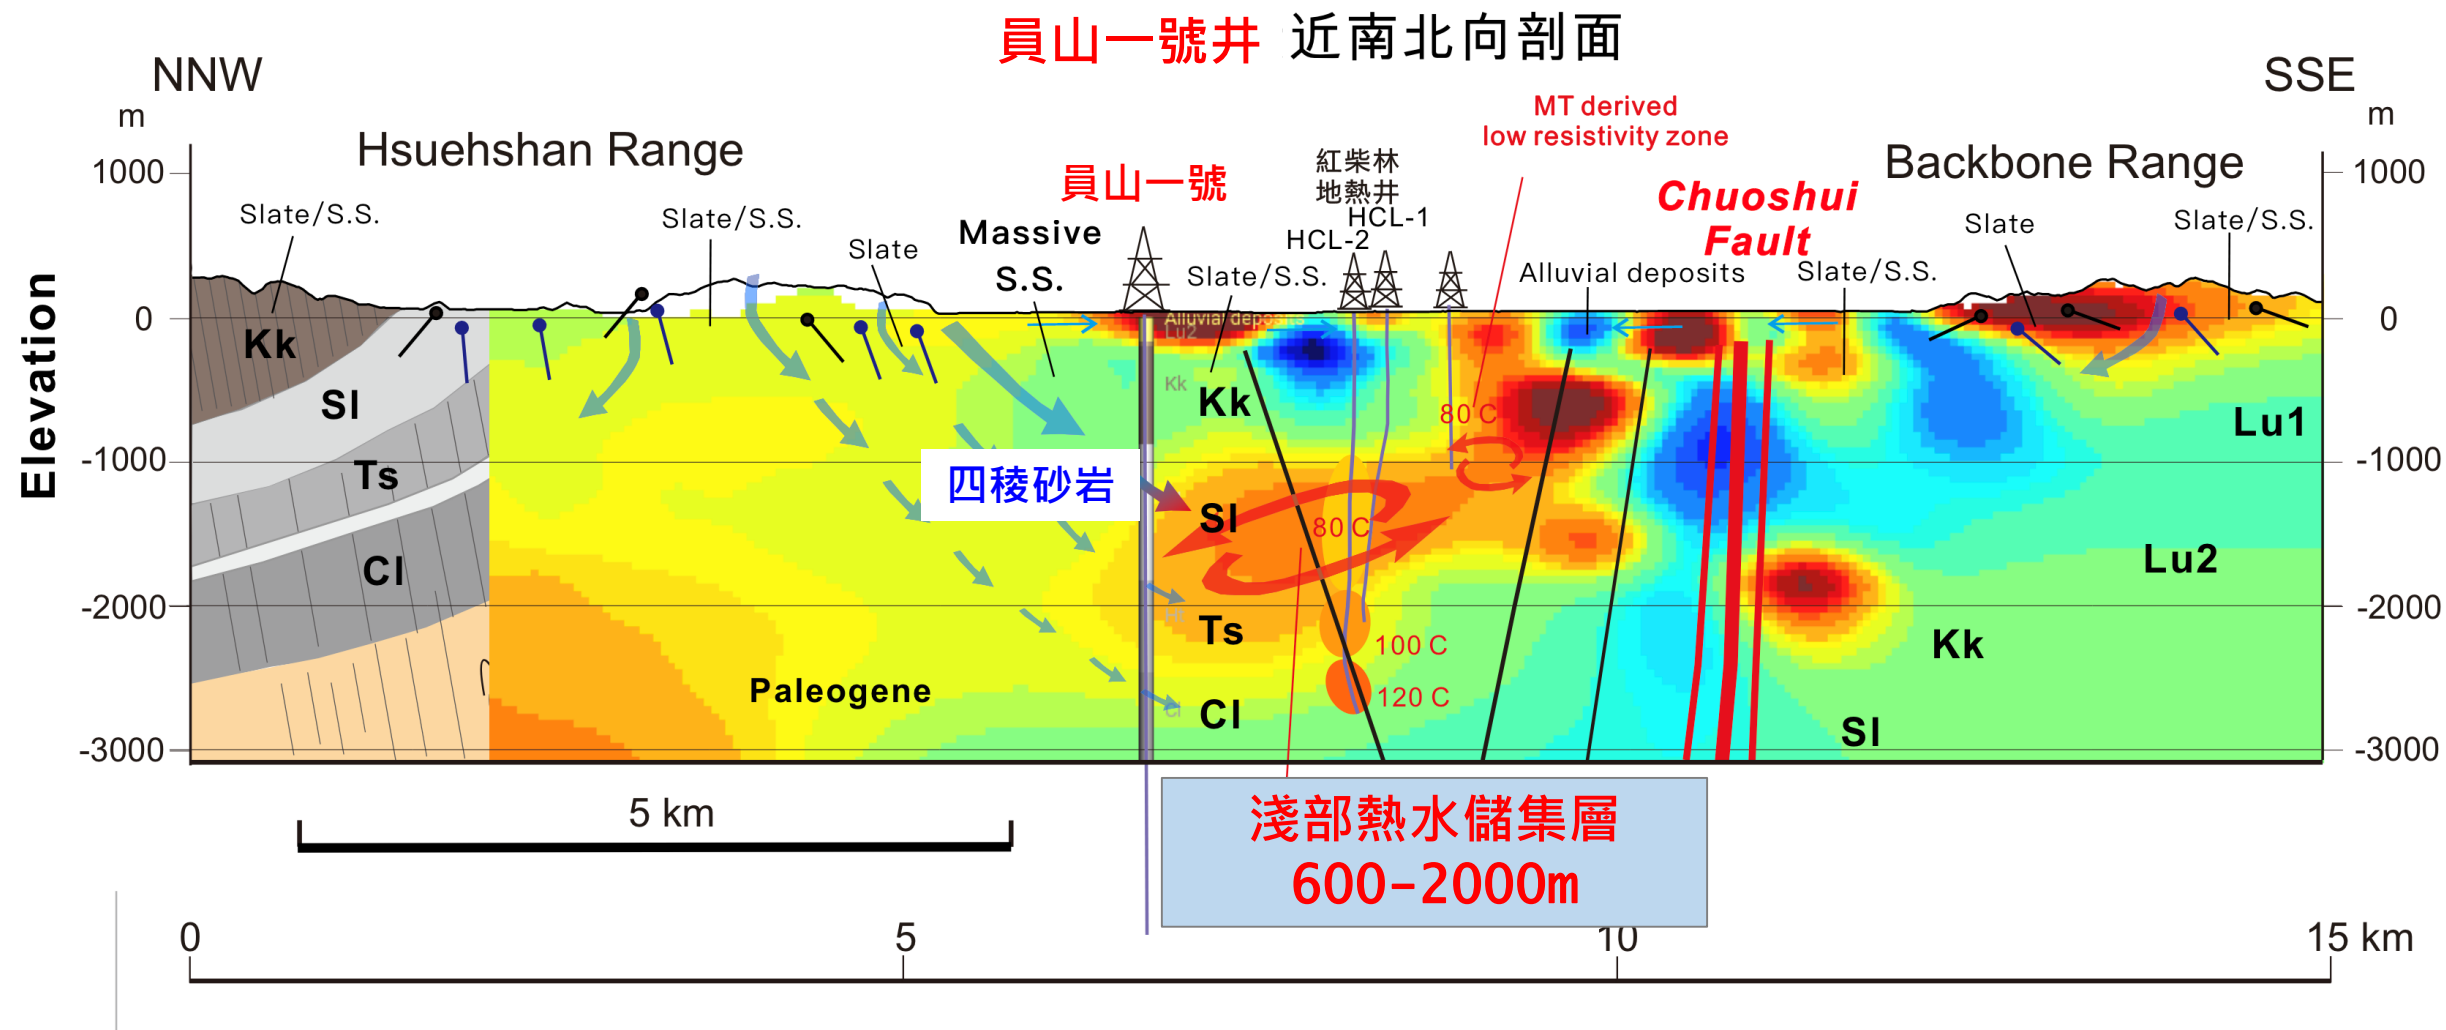 員山一號井 近南北向剖面
NNW
SSE
m
m
MT derived
low resistivity zone
Hsuehshan Range
紅柴林
地熱井
Backbone Range
1000
1000
員山一號
Chuoshui
Fault
HCL-1
HCL-2
Slate/S.S.
Slate/S.S.
Slate
Massive
S.S.
Slate/S.S.
Alluvial deposits
Slate/S.S.
Slate
Slate/S.S.
Elevation
0
0
Alluvial deposits
Lu2
Kk
Kk
Kk
Sl
80 C
Lu1
-1000
-1000
Ts
四稜砂岩
Sl
80 C
Cl
Lu2
-2000
-2000
Ts
Kk
100 C
Paleogene
120 C
Cl
Cl
Sl
-3000
-3000
5 km
淺部熱水儲集層
600-2000m
0
5
10
15 km